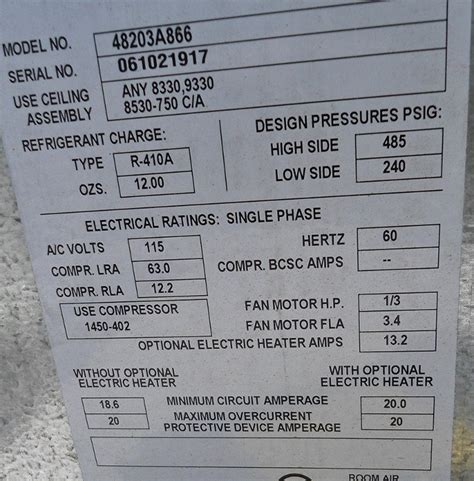 MODEL NO. 48203A866
SERIAL NO. 061021917
USE CEILING ASSEMBLY ANY 8330,9330
8530-750 C/A
REFRIGERANT CHARGE:
TYPE R-410A
OZS. 12.00
DESIGN PRESSURES PSIG:
HIGH SIDE 485
LOW SIDE 240
ELECTRICAL RATINGS: SINGLE PHASE
A/C VOLTS 115
COMPR. LRA 63.0
COMPR. RLA 12.2
USE COMPRESSOR
1450-402
HERTZ 60
COMPR. BCSC AMPS --
FAN MOTOR H.P. 1/3
FAN MOTOR FLA 3.4
OPTIONAL ELECTRIC HEATER AMPS 13.2
WITHOUT OPTIONAL
ELECTRIC HEATER
WITH OPTIONAL
ELECTRIC HEATER
18.6 MINIMUM CIRCUIT AMPERAGE 20.0
20 MAXIMUM OVERCURRENT
PROTECTIVE DEVICE AMPERAGE 20
ROOM AIR